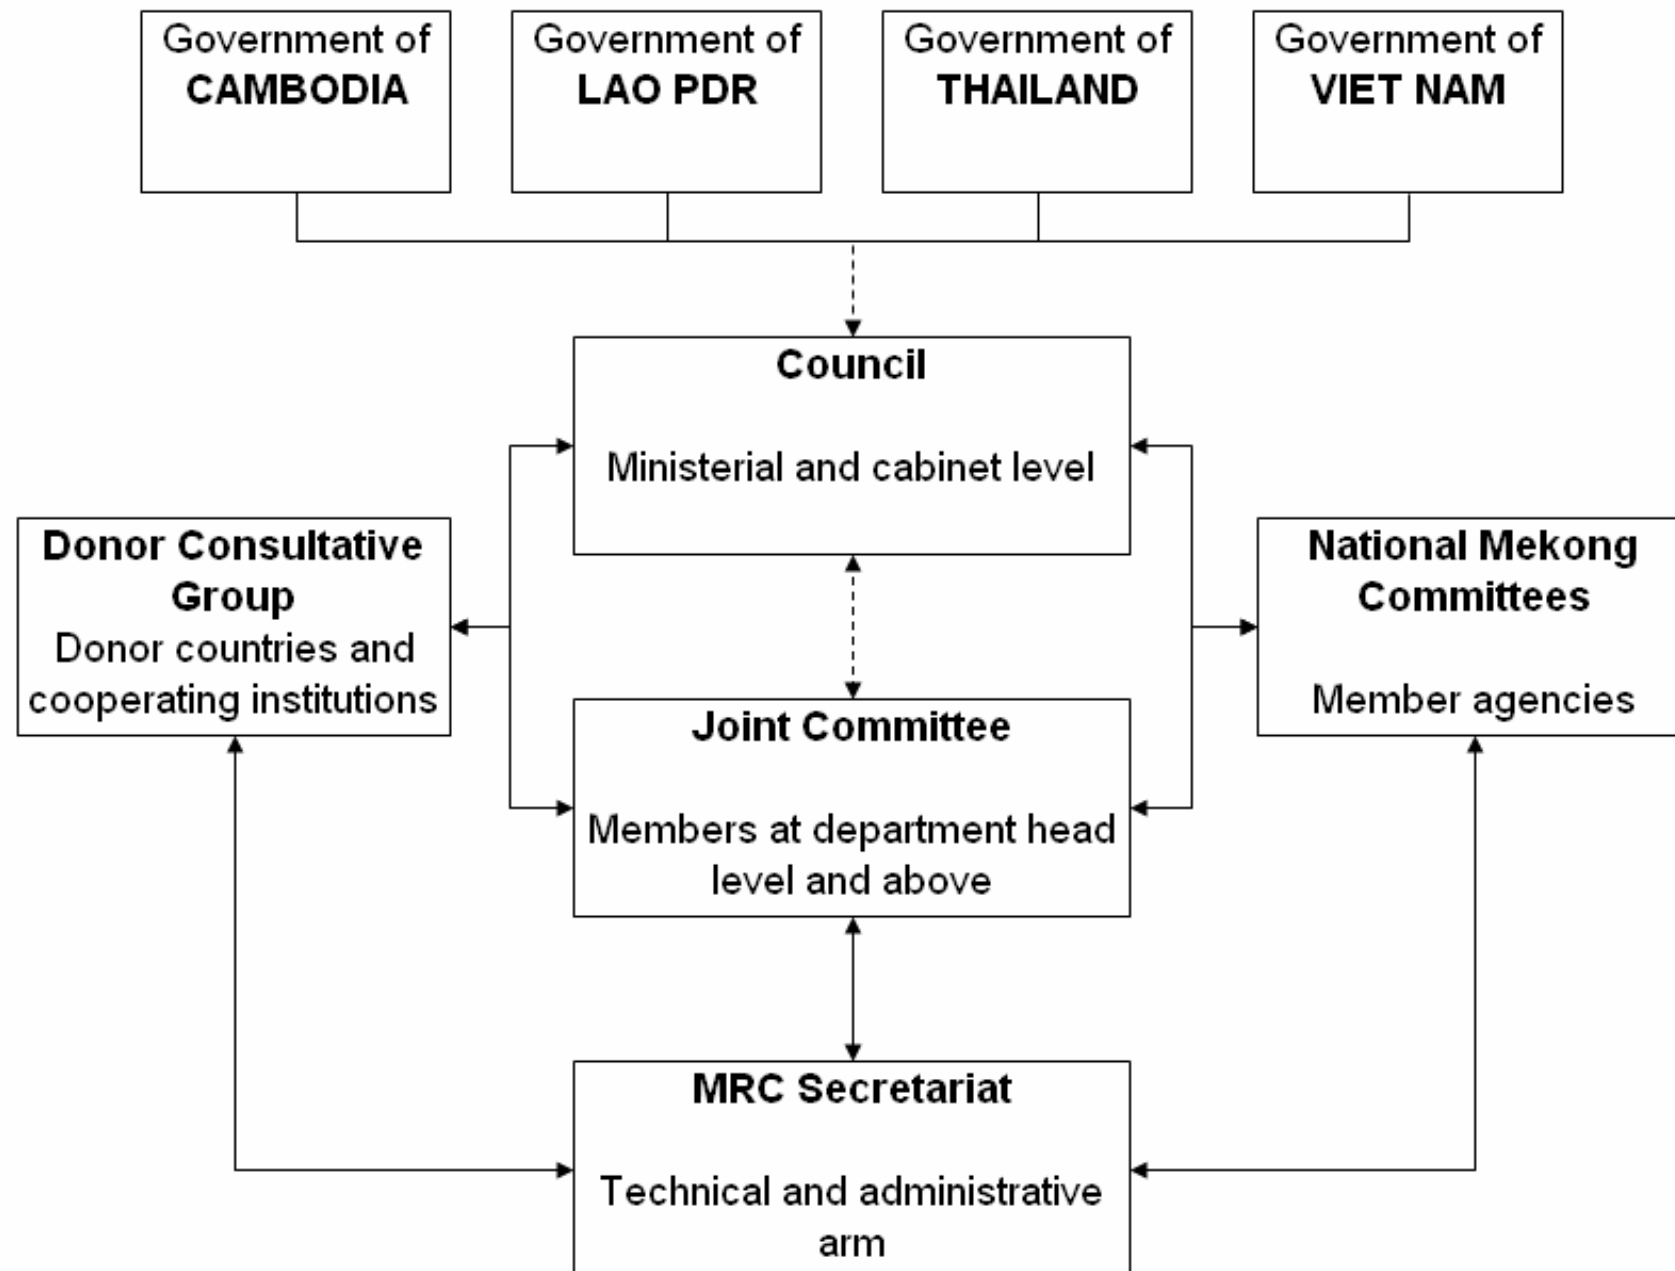 Government of
CAMBODIA
Government of
LAO PDR
Government of
THAILAND
Government of
VIET NAM
Council
Ministerial and cabinet level
Donor Consultative
Group
Donor countries and
cooperating institutions
National Mekong
Committees
Member agencies
Joint Committee
Members at department head
level and above
MRC Secretariat
Technical and administrative
arm